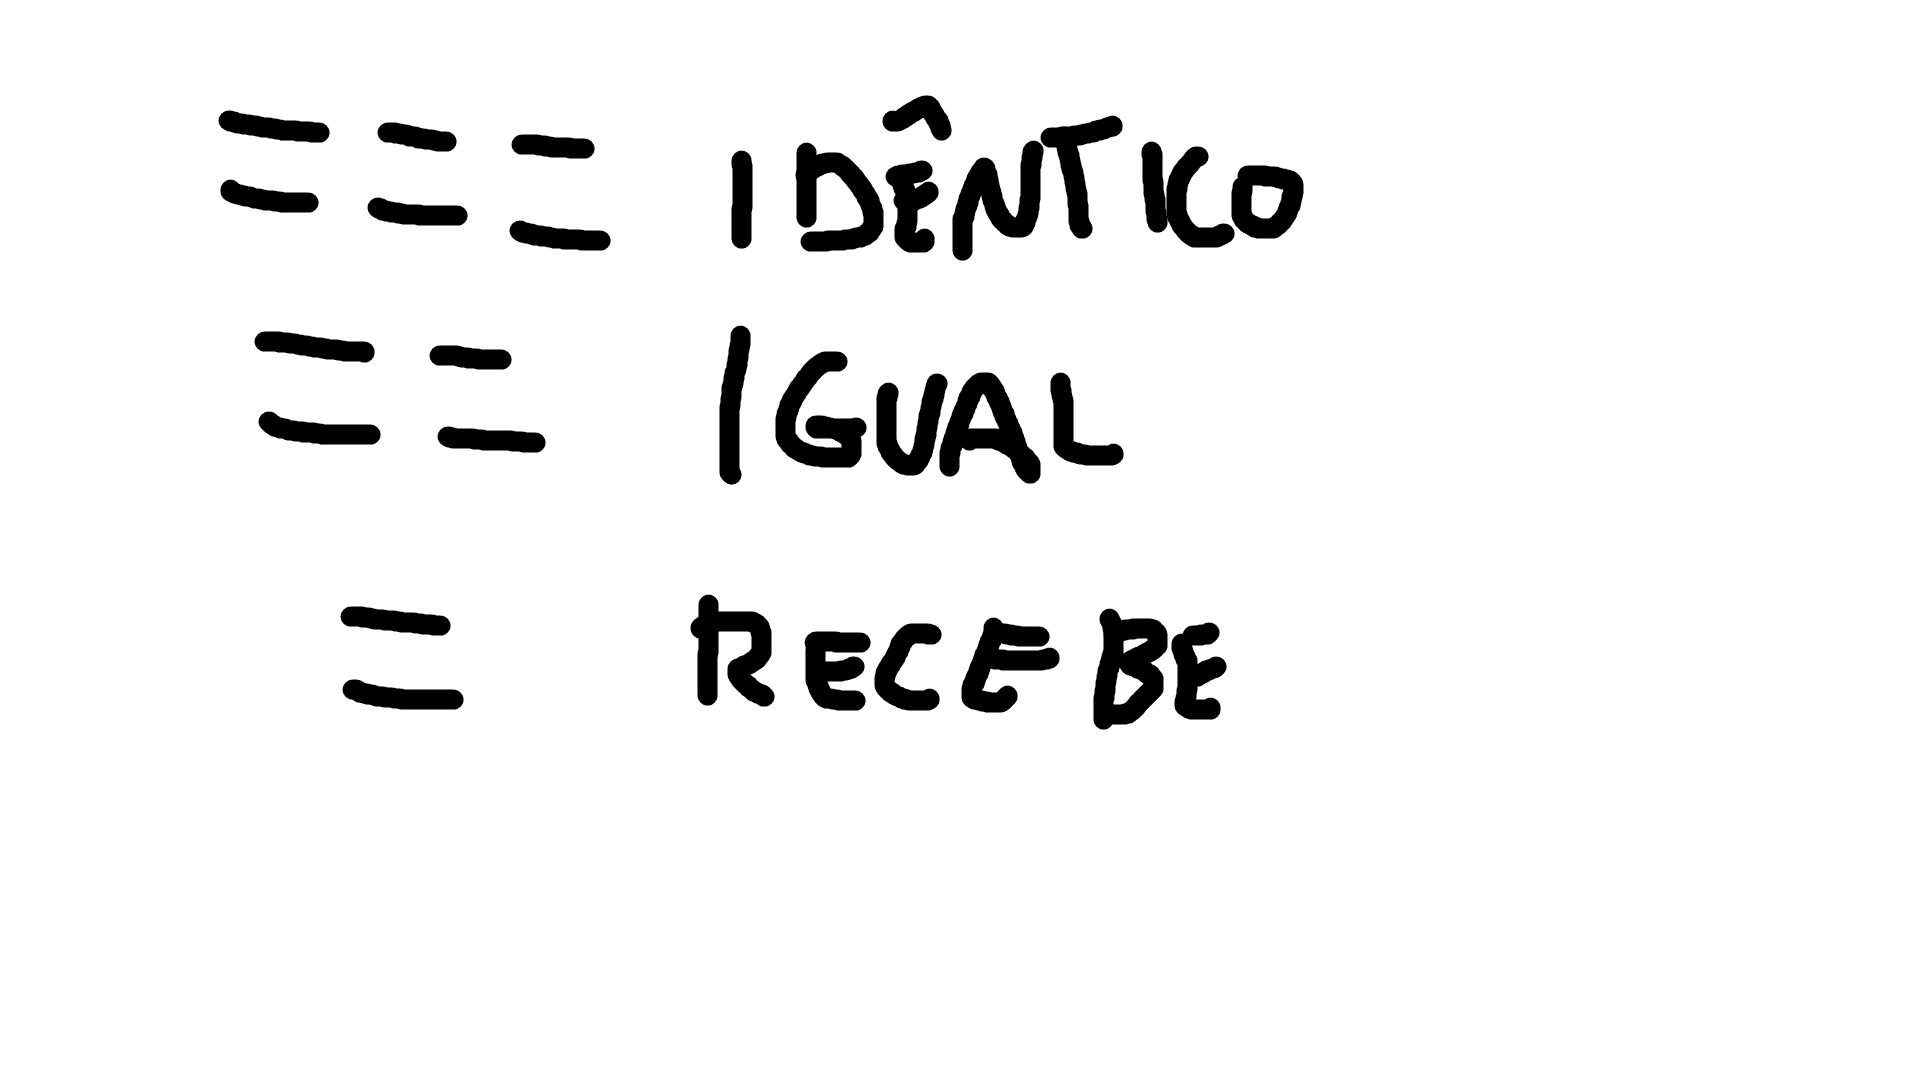 === IDÊNTICO
== IGUAL
= RECEBE